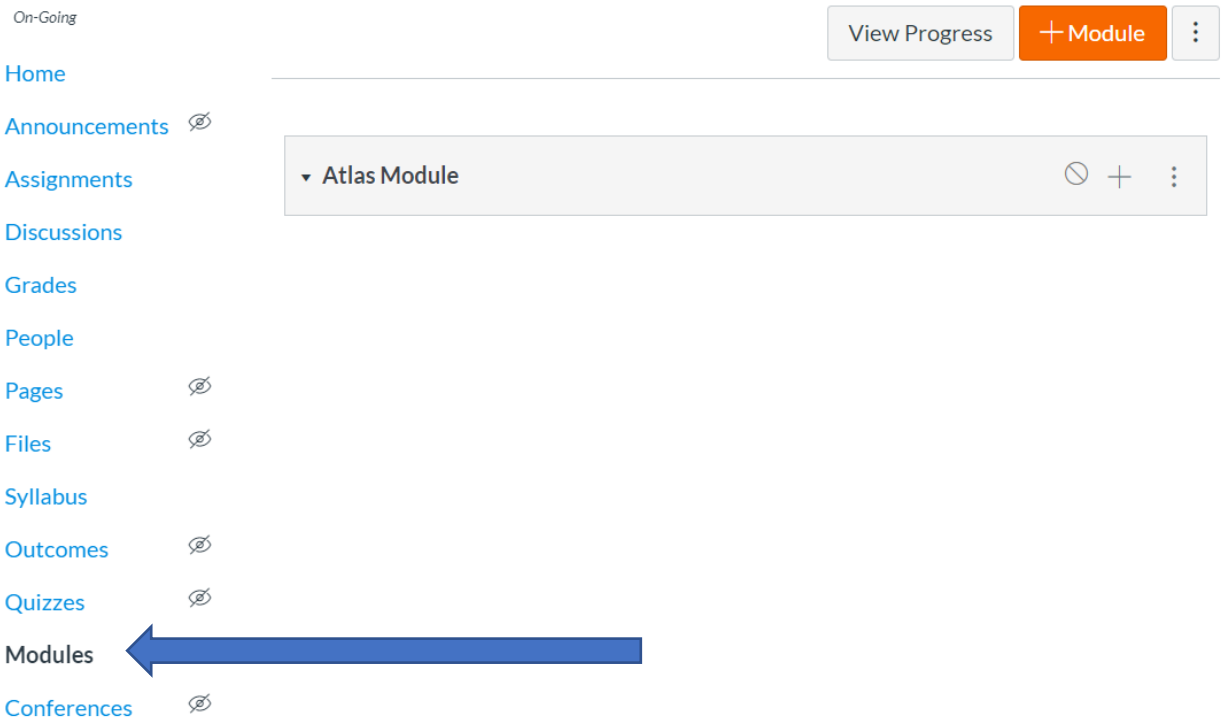 On-Going
View Progress
+ Module
Home
Announcements
Assignments
Discussions
Grades
People
Pages
Files
Syllabus
Outcomes
Quizzes
Modules
Conferences
Atlas Module